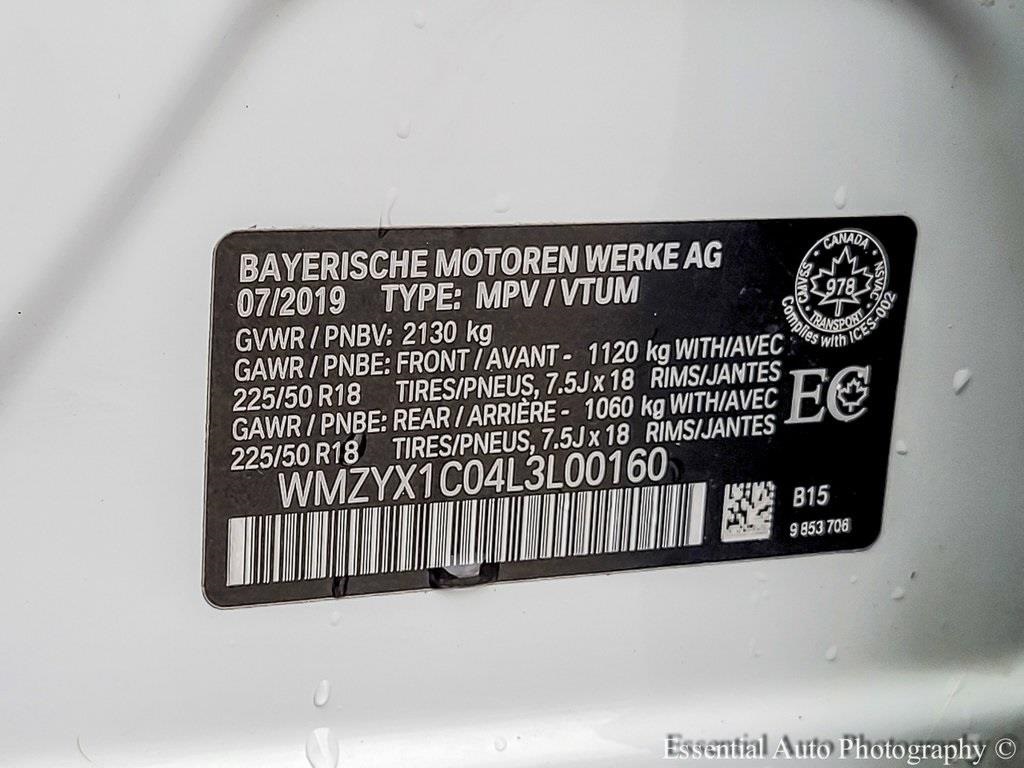 BAYERISCHE MOTOREN WERKE AG
07/2019 TYPE: MPV / VTUM
GVWR / PNBV: 2130 kg
GAWR / PNBE: FRONT / AVANT - 1120 kg WITH/AVEC
225/50 R18 TIRES/PNEUS, 7.5J x 18 RIMS/JANTES
GAWR / PNBE: REAR / ARRIÈRE - 1060 kg WITH/AVEC
225/50 R18 TIRES/PNEUS, 7.5J x 18 RIMS/JANTES
WMZYX1C04L3L00160
CANADA
CMVSS
NSVAC
978
TRANSPORT
Complies with ICES-002
EC
B15
9 853 706
Essential Auto Photography ©